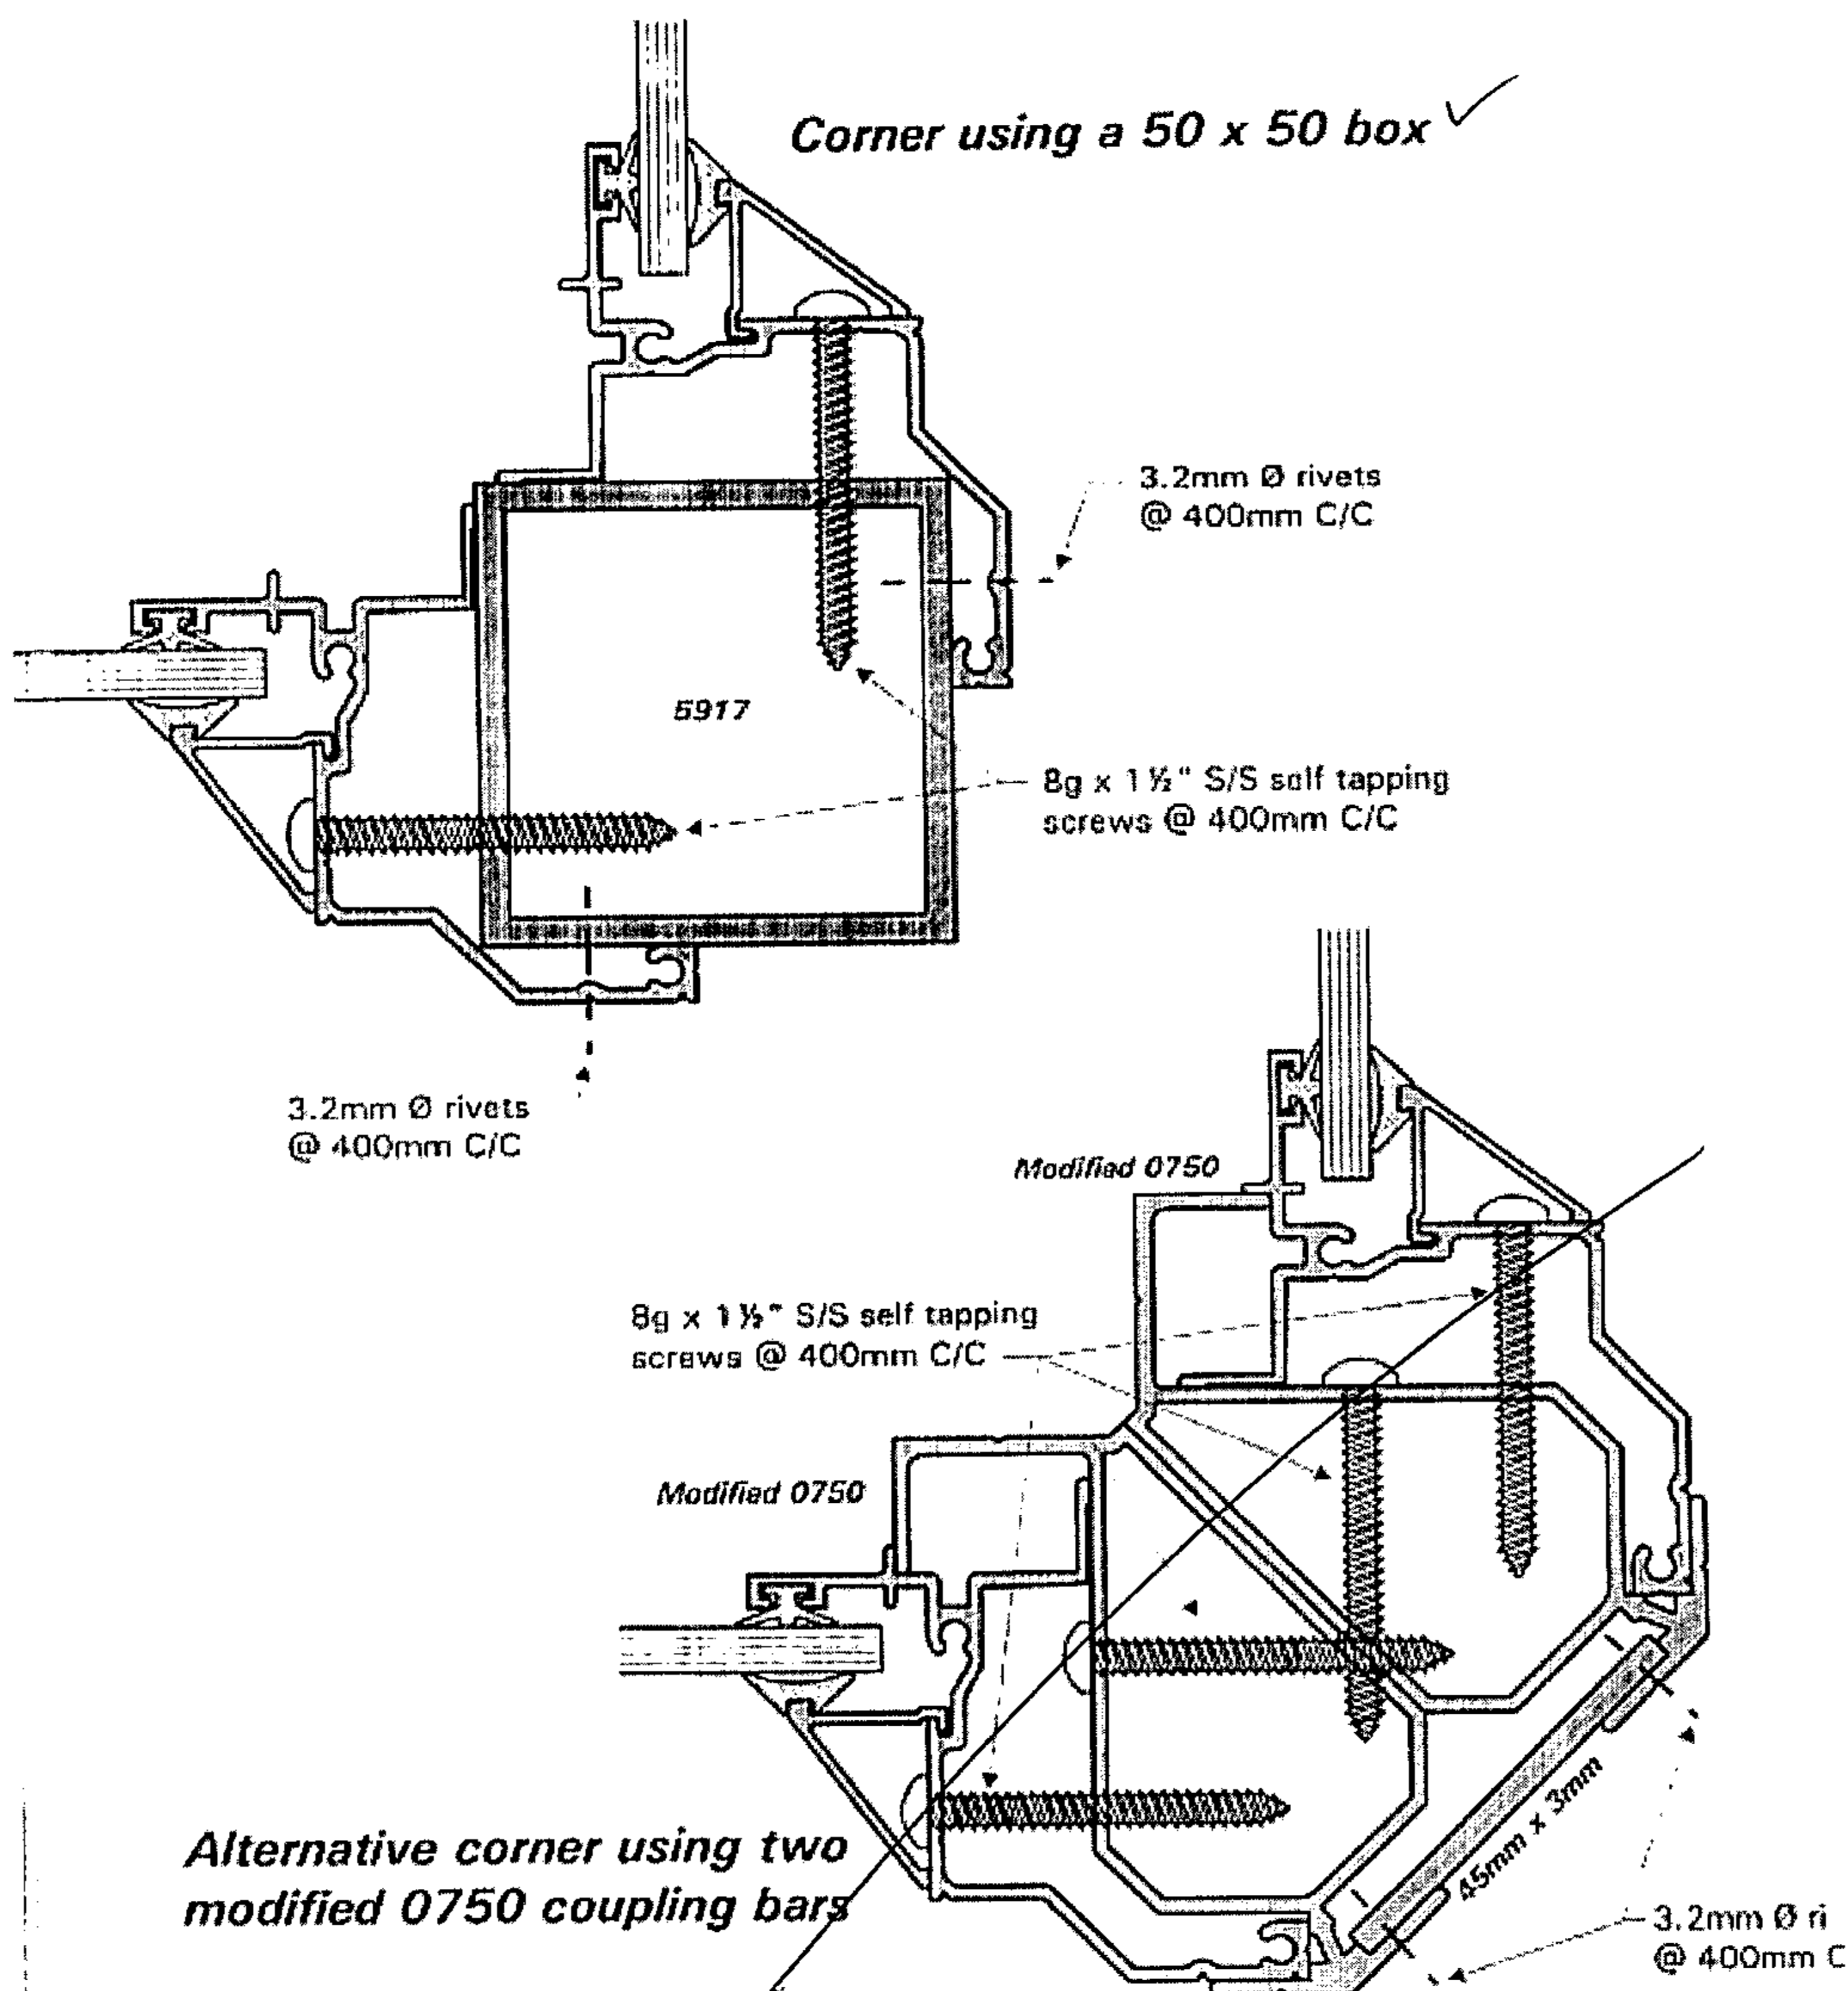 Corner using a 50 x 50 box
3.2mm Ø rivets
@ 400mm C/C
5917
8g x 1½" S/S self tapping
screws @ 400mm C/C
3.2mm Ø rivets
@ 400mm C/C
Modified 0750
8g x 1½" S/S self tapping
screws @ 400mm C/C
Modified 0750
45mm x 3mm
Alternative corner using two
modified 0750 coupling bars
3.2mm Ø ri
@ 400mm C